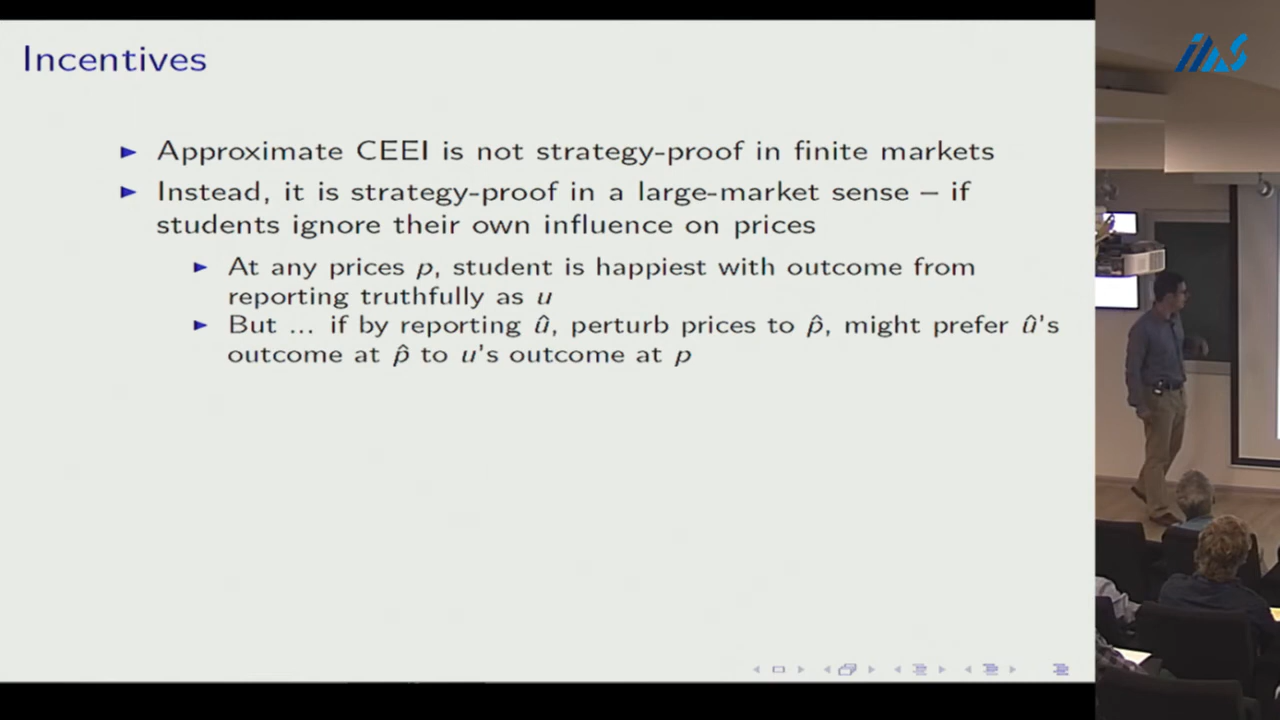 Incentives
IIAS
► Approximate CEEI is not strategy-proof in finite markets
► Instead, it is strategy-proof in a large-market sense – if
students ignore their own influence on prices
► At any prices p, student is happiest with outcome from
reporting truthfully as u
► But ... if by reporting û, perturb prices to p̂, might prefer û's
outcome at p̂ to u's outcome at p